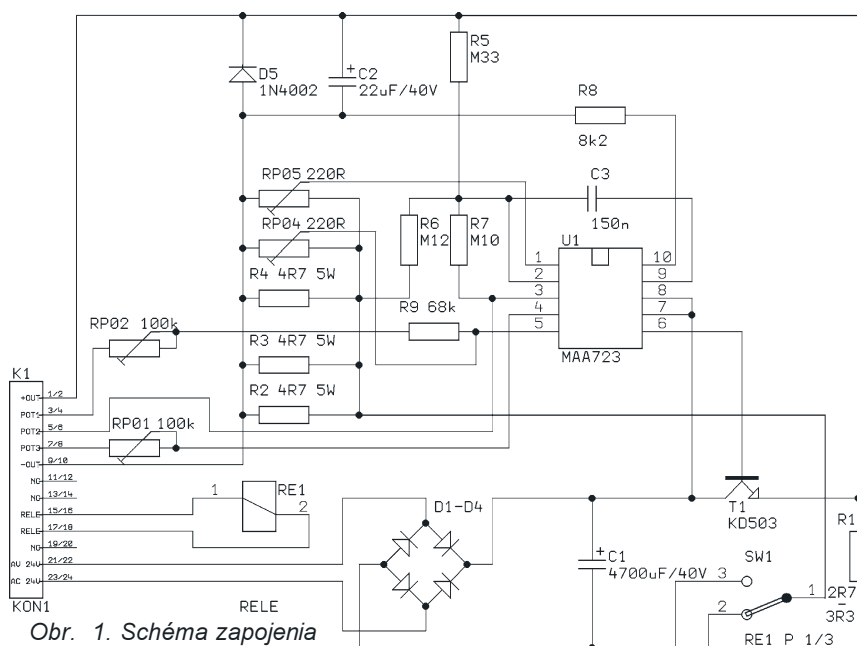 R5
M33
D5
1N4002
C2
22uF/40V
R8
8k2
RP05 220R
C3
150n
RP04 220R
R6
M12
R7
M10
U1
1
2
3
4
5
10
9
8
7
6
MAA723
R4 4R7 5W
R9 68k
RP02 100k
R3 4R7 5W
R2 4R7 5W
K1
+OUT 1/2
POT1 3/4
POT2 5/6
POT3 7/8
-OUT 9/10
NC 11/12
NC 13/14
RELE 15/16
RELE 17/18
NC 19/20
AV 24V 21/22
AC 24V 23/24
KON1
RP01 100k
1
RE1
2
D1-D4
T1
KD503
R1
C1
4700uF/40V
SW1
3
2
1
2R7
-
3R3
RE1 P 1/3
RELE
Obr. 1. Schéma zapojenia